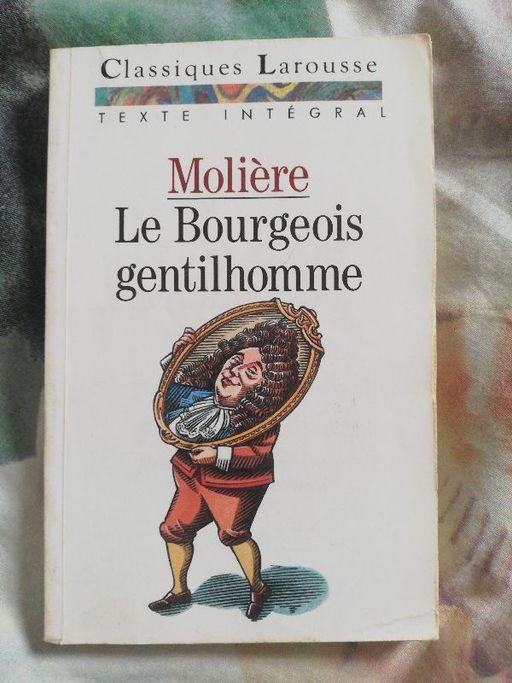 Classiques Larousse
TEXTE INTÉGRAL
Molière
Le Bourgeois
gentilhomme